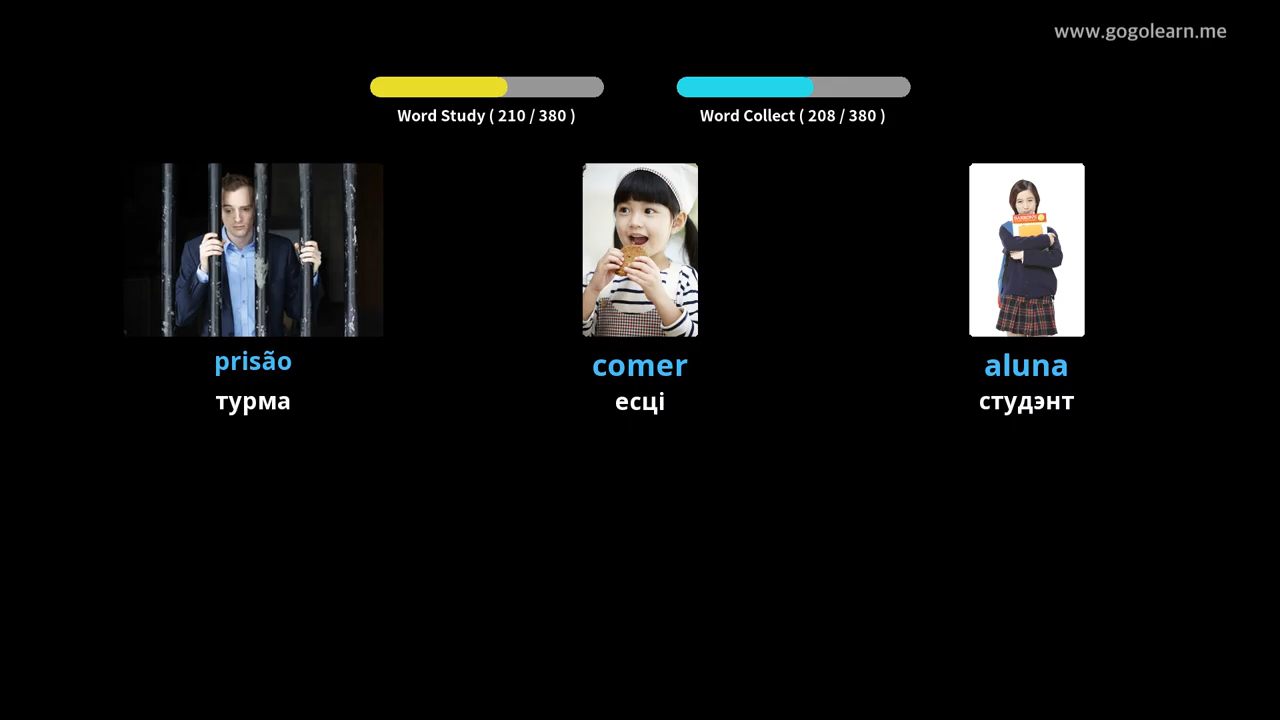 www.gogolearn.me
Word Study ( 210 / 380 )
Word Collect ( 208 / 380 )
prisão
comer
aluna
турма
есці
студэнт